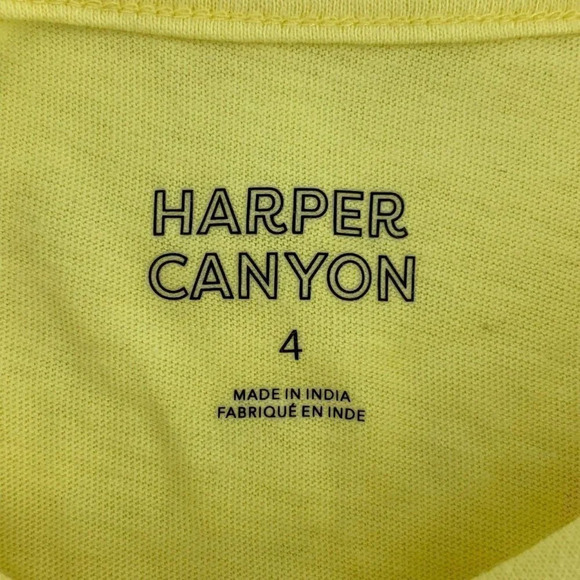 HARPER
CANYON
4
MADE IN INDIA
FABRIQUÉ EN INDE